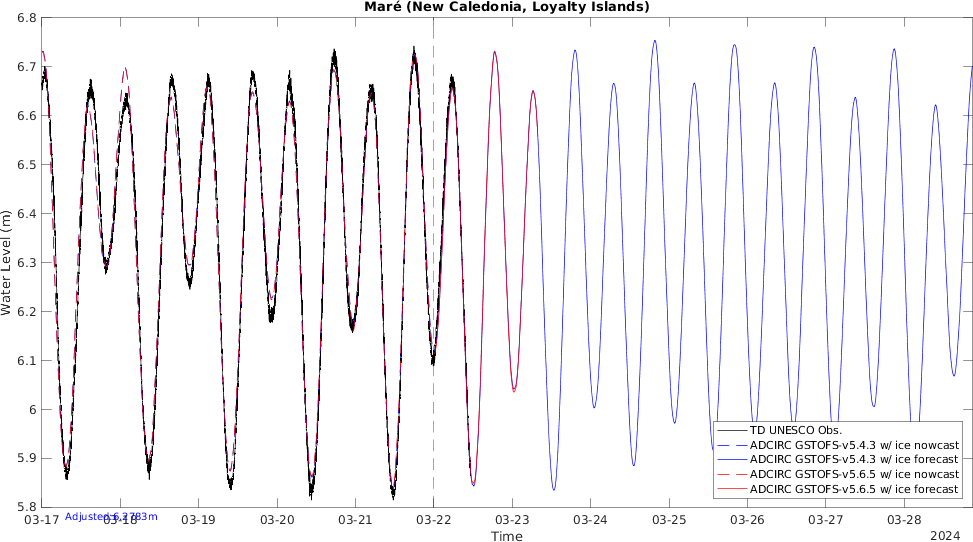 Maré (New Caledonia, Loyalty Islands)
6.8
6.7
6.6
6.5
6.4
6.3
6.2
6.1
6
5.9
5.8
Water Level (m)
TD UNESCO Obs.
ADCIRC GSTOFS-v5.4.3 w/ ice nowcast
ADCIRC GSTOFS-v5.4.3 w/ ice forecast
ADCIRC GSTOFS-v5.6.5 w/ ice nowcast
ADCIRC GSTOFS-v5.6.5 w/ ice forecast
03-17 03-18 03-19 03-20 03-21 03-22 03-23 03-24 03-25 03-26 03-27 03-28
Adjusted:6.2783m
Time
2024